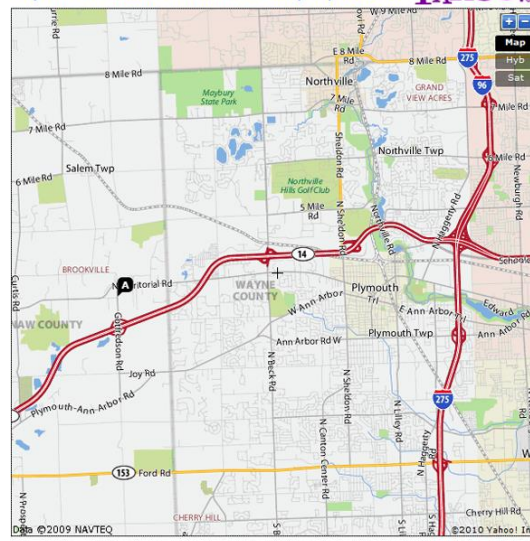 W 9 Mile Rd
E 8 Mile
Rd
8 Mile Rd
8 Mile Rd
275
Map
Hyb
Sat
Northville
GRAND
VIEW ACRES
96
Maybury
State Park
7 Mile
Rd
7 Mile Rd
7 Mile Rd
Sheldon Rd
Northville Twp
6 Mile Rd
Newburgh Rd
Salem Twp
6 Mile Rd
Northville
Hills Golf Club
5 Mile
Rd
N Sheldon Rd
Northville Rd
N Haggerty Rd
14
BROOKVILLE
A
WAYNE
COUNTY
Curtis Rd
Plymouth
W Ann Arbor
Trl
E Ann Arbor Trl
Edward
AW COUNTY
Gotfredson Rd
Ann Arbor Rd W
Plymouth Twp
Ann Arbor Rd
Joy Rd
N Beck Rd
N Sheldon Rd
Plymouth-Ann-Arbor Rd
N Lilley Rd
275
N Canton Center Rd
N Haggerty
Rd
153
Ford Rd
W
CHERRY HILL
Cherry Hill Rd
Data ©2009 NAVTEQ
©2010 Yahoo! In